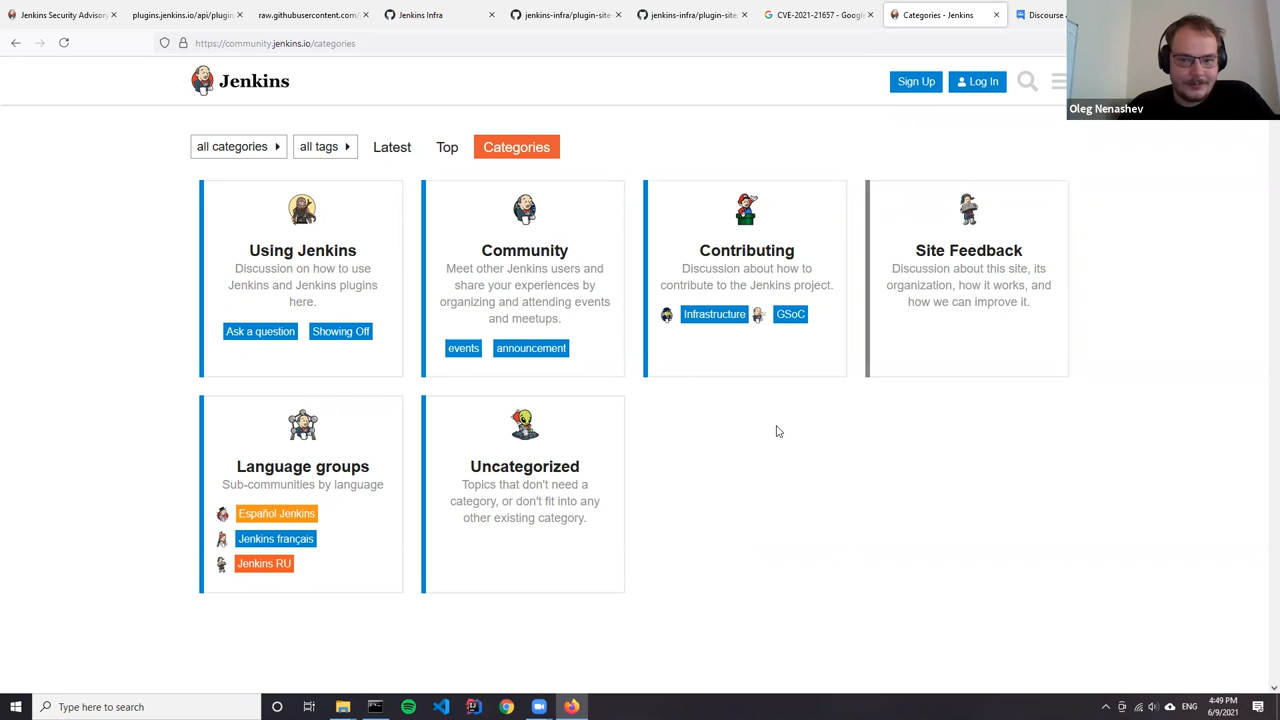 Jenkins Security Advisory
plugins.jenkins.io/api/plugin
raw.githubusercontent.com/
Jenkins Infra
jenkins-infra/plugin-site-
jenkins-infra/plugin-site
CVE-2021-21657 - Google
Categories - Jenkins
Discourse
https://community.jenkins.io/categories
Oleg Nenashev
Jenkins
Sign Up
Log In
all categories
all tags
Latest
Top
Categories
Using Jenkins
Discussion on how to use
Jenkins and Jenkins plugins
here.
Ask a question
Showing Off
Community
Meet other Jenkins users and
share your experiences by
organizing and attending events
and meetups.
events
announcement
Contributing
Discussion about how to
contribute to the Jenkins project.
Infrastructure
GSoC
Site Feedback
Discussion about this site, its
organization, how it works, and
how we can improve it.
Language groups
Sub-communities by language
Español Jenkins
Jenkins français
Jenkins RU
Uncategorized
Topics that don't need a
category, or don't fit into any
other existing category.
Type here to search
ENG
4:49 PM
6/9/2021